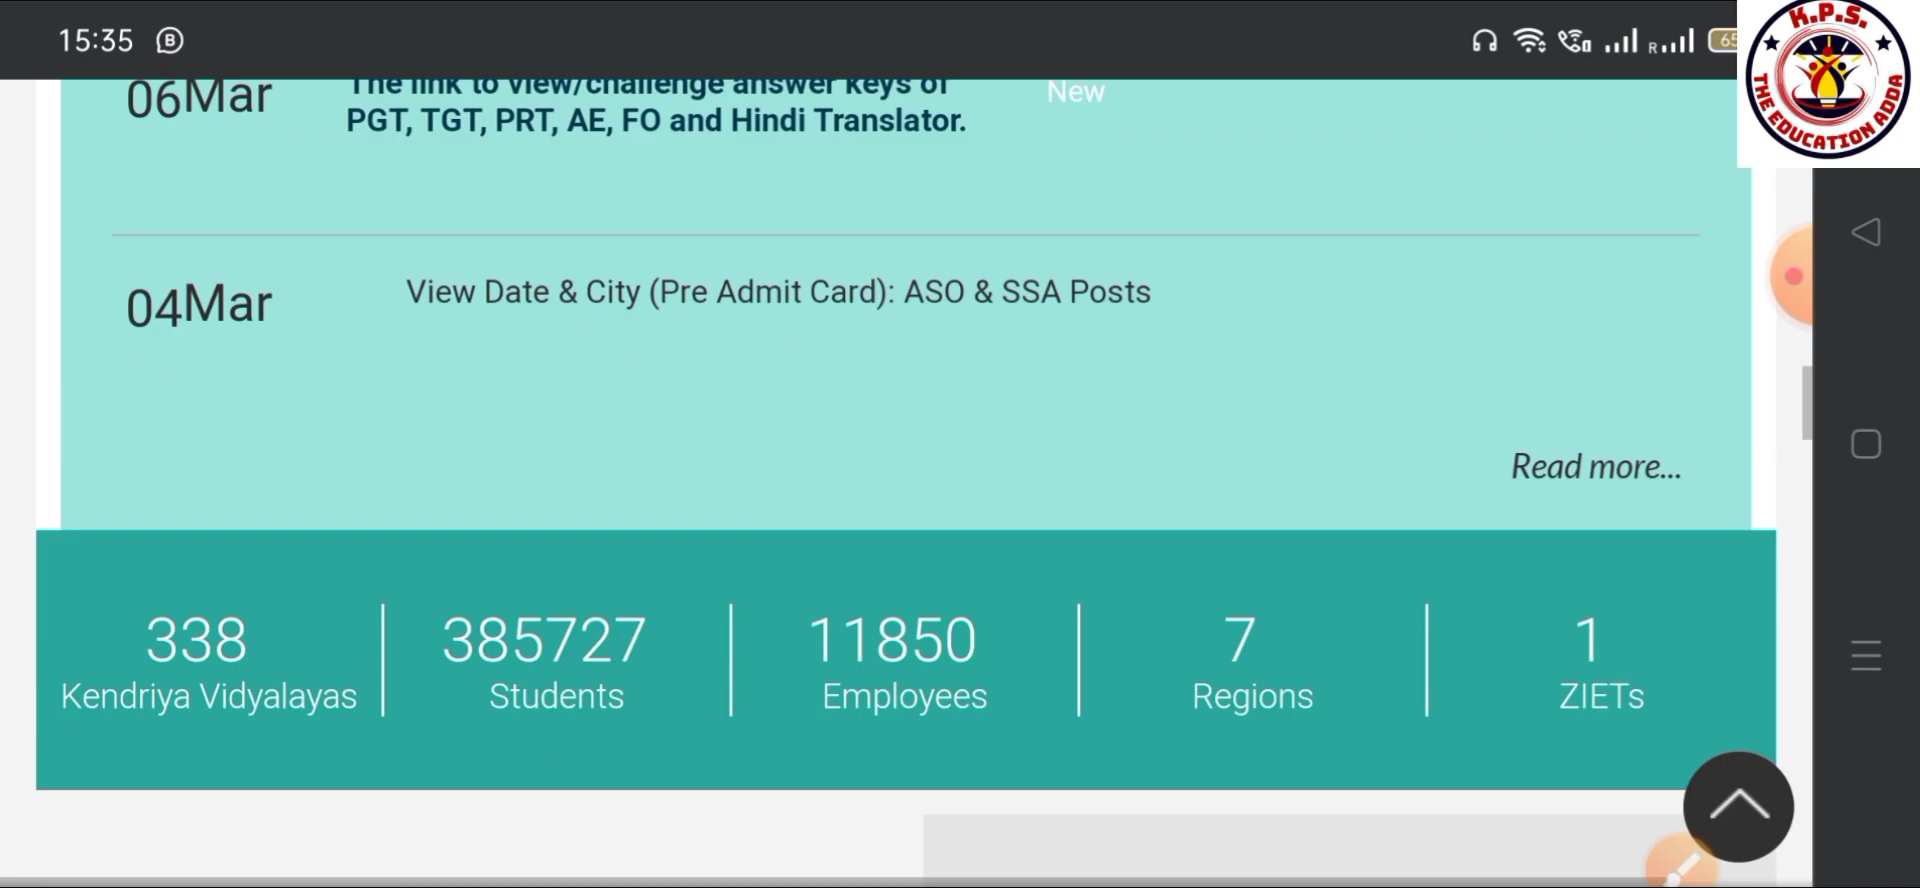 15:35
65
K.P.S.
THE EDUCATION ADDA
06Mar
The link to view/challenge answer keys of
PGT, TGT, PRT, AE, FO and Hindi Translator.
New
04Mar
View Date & City (Pre Admit Card): ASO & SSA Posts
Read more...
338
Kendriya Vidyalayas
385727
Students
11850
Employees
7
Regions
1
ZIETs